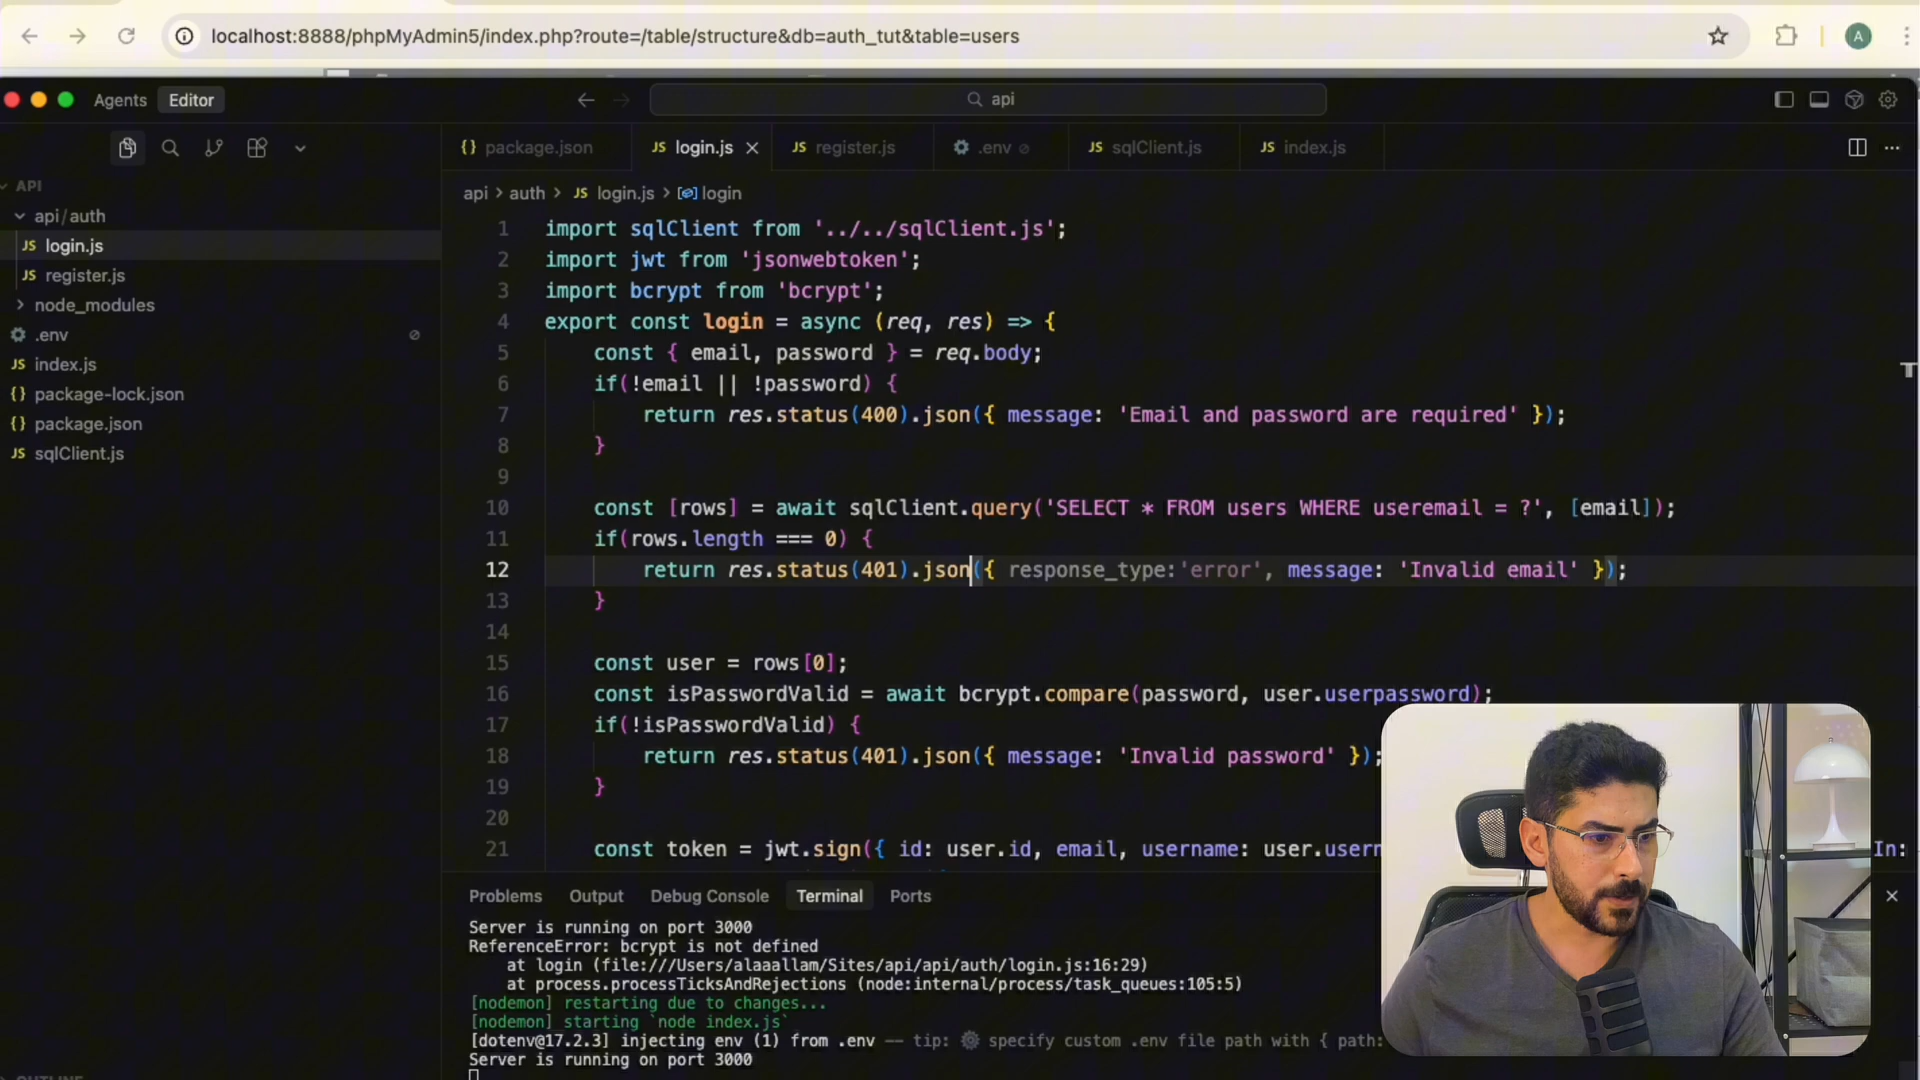 localhost:8888/phpMyAdmin5/index.php?route=/table/structure&db=auth_tut&table=users
A
Agents Editor
api
package.json
login.js
register.js
.env
sqlClient.js
index.js
API
api/auth
login.js
register.js
node_modules
.env
index.js
package-lock.json
package.json
sqlClient.js
api > auth > JS login.js > login
1 import sqlClient from '../../sqlClient.js';
2 import jwt from 'jsonwebtoken';
3 import bcrypt from 'bcrypt';
4 export const login = async (req, res) => {
5 const { email, password } = req.body;
6 if(!email || !password) {
7 return res.status(400).json({ message: 'Email and password are required' });
8 }
9
10 const [rows] = await sqlClient.query('SELECT * FROM users WHERE useremail = ?', [email]);
11 if(rows.length === 0) {
12 return res.status(401).json({ response_type:'error', message: 'Invalid email' });
13 }
14
15 const user = rows[0];
16 const isPasswordValid = await bcrypt.compare(password, user.userpassword);
17 if(!isPasswordValid) {
18 return res.status(401).json({ message: 'Invalid password' });
19 }
20
21 const token = jwt.sign({ id: user.id, email, username: user.usern
In:
Problems Output Debug Console Terminal Ports
Server is running on port 3000
ReferenceError: bcrypt is not defined
at login (file:///Users/alaaallam/Sites/api/api/auth/login.js:16:29)
at process.processTicksAndRejections (node:internal/process/task_queues:105:5)
[nodemon] restarting due to changes...
[nodemon] starting `node index.js`
[dotenv@17.2.3] injecting env (1) from .env -- tip: ⚙️ specify custom .env file path with { path:
Server is running on port 3000